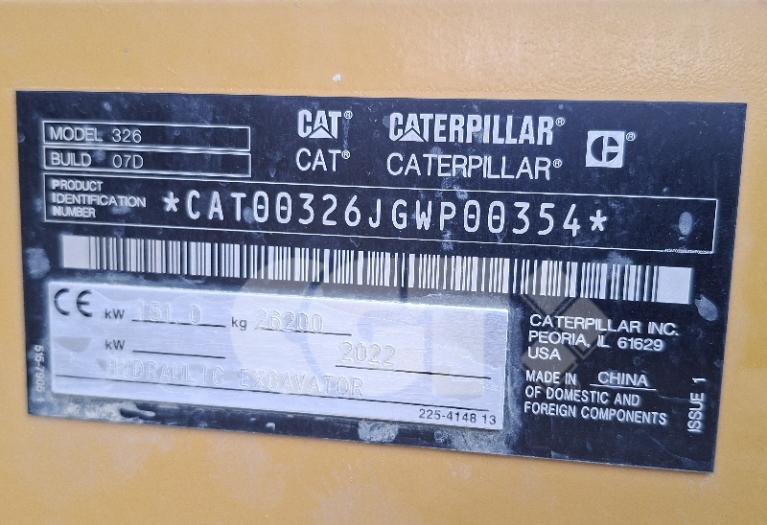 MODEL 326
BUILD 07D
CAT® CATERPILLAR®
CAT® CATERPILLAR®
PRODUCT IDENTIFICATION NUMBER
*CAT00326JGWP00354*
CE kW 151.0 kg 26200
kW 2022
HYDRAULIC EXCAVATOR
225-4148 13
CATERPILLAR INC.
PEORIA, IL 61629
USA
MADE IN CHINA
OF DOMESTIC AND
FOREIGN COMPONENTS
ISSUE 1